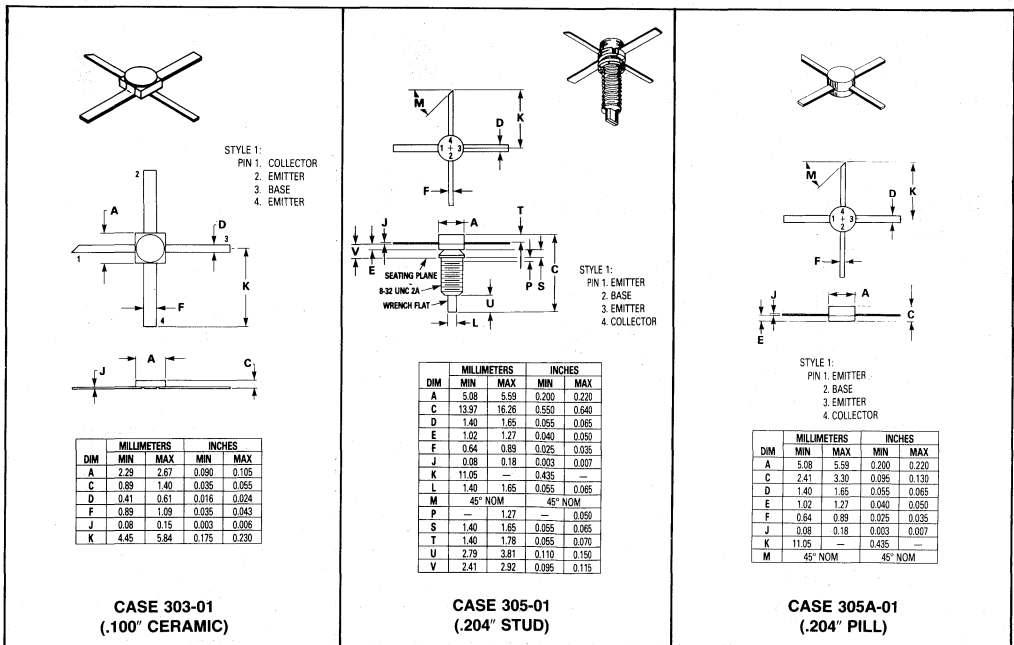 STYLE 1:
PIN 1. COLLECTOR
2. EMITTER
3. BASE
4. EMITTER
2
A
D
1
3
K
F
4
J
A
C
MILLIMETERS INCHES
DIM MIN MAX MIN MAX
A 2.29 2.67 0.090 0.105
C 0.89 1.40 0.035 0.055
D 0.41 0.61 0.016 0.024
F 0.89 1.09 0.035 0.043
J 0.08 0.15 0.003 0.006
K 4.45 5.84 0.175 0.230
CASE 303-01
(.100" CERAMIC)
M
K
D
4
1 3
2
F
J
A
T
V
E
C
SEATING PLANE
8-32 UNC 2A
WRENCH FLAT
P
S
U
L
STYLE 1:
PIN 1. EMITTER
2. BASE
3. EMITTER
4. COLLECTOR
MILLIMETERS INCHES
DIM MIN MAX MIN MAX
A 5.08 5.59 0.200 0.220
C 13.97 16.26 0.550 0.640
D 1.40 1.65 0.055 0.065
E 1.02 1.27 0.040 0.050
F 0.64 0.89 0.025 0.035
J 0.08 0.18 0.003 0.007
K 11.05 — 0.435 —
L 1.40 1.65 0.055 0.065
M 45° NOM 45° NOM
P — 1.27 — 0.050
S 1.40 1.65 0.055 0.065
T 1.40 1.78 0.055 0.070
U 2.79 3.81 0.110 0.150
V 2.41 2.92 0.095 0.115
CASE 305-01
(.204" STUD)
M
K
D
4
1 3
2
F
J
A
C
E
STYLE 1:
PIN 1. EMITTER
2. BASE
3. EMITTER
4. COLLECTOR
MILLIMETERS INCHES
DIM MIN MAX MIN MAX
A 5.08 5.59 0.200 0.220
C 2.41 3.30 0.095 0.130
D 1.40 1.65 0.055 0.065
E 1.02 1.27 0.040 0.050
F 0.64 0.89 0.025 0.035
J 0.08 0.18 0.003 0.007
K 11.05 — 0.435 —
M 45° NOM 45° NOM
CASE 305A-01
(.204" PILL)